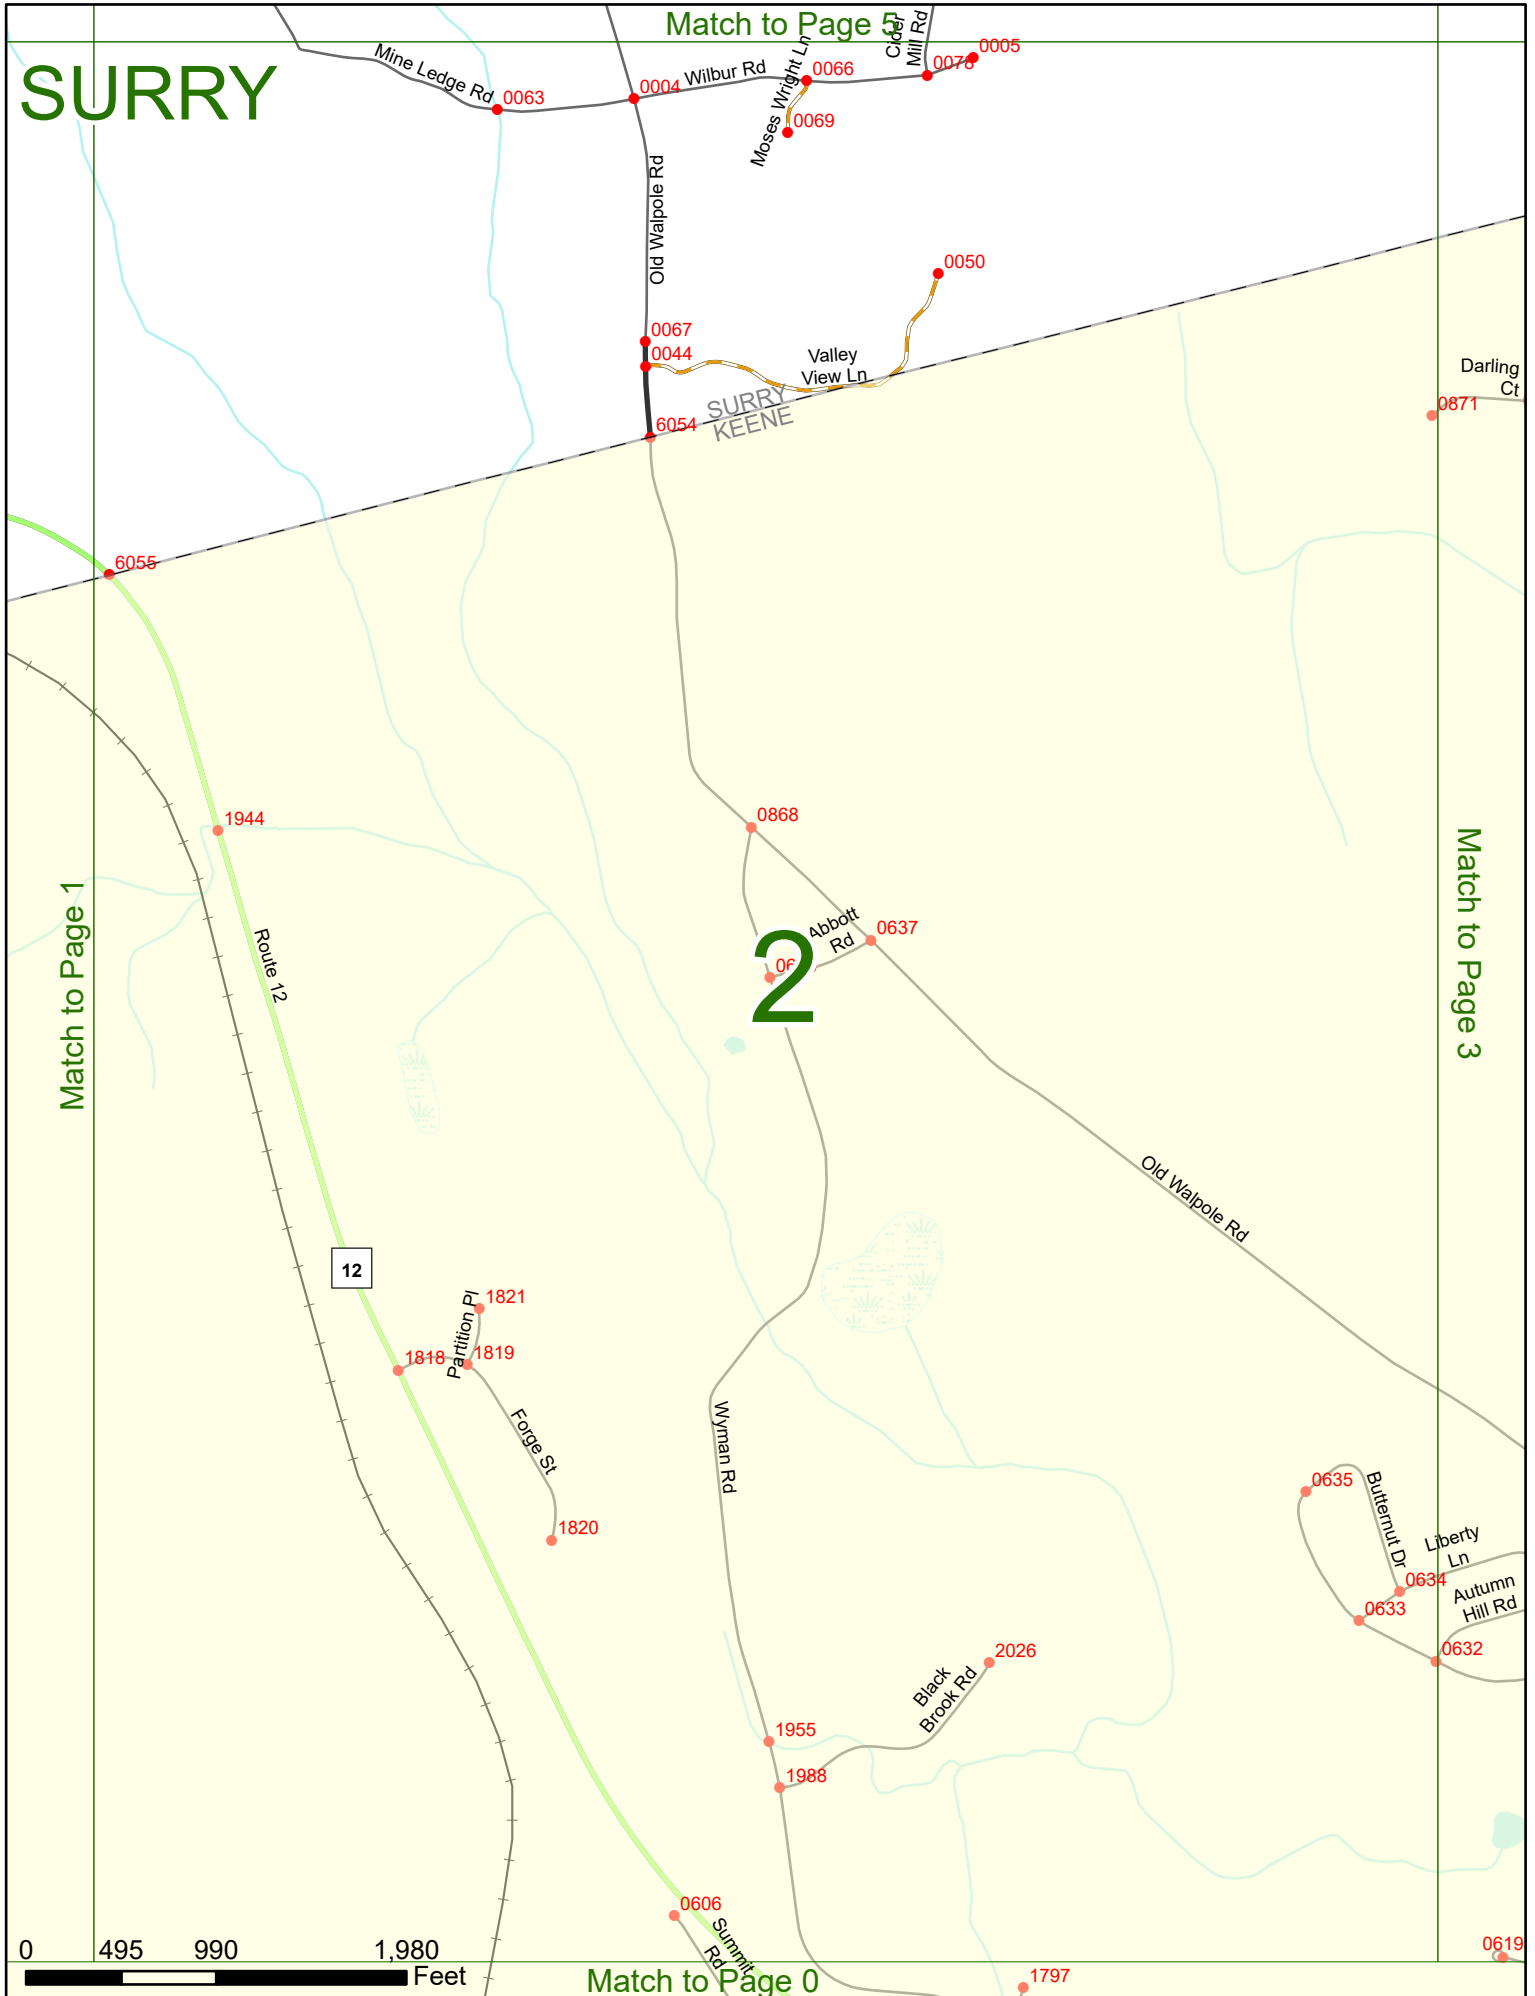 Match to Page 5
SURRY
Mine Ledge Rd
0063
0004
Wilbur Rd
Moses Wright Ln
0066
Cider
Mill Rd
0078
0005
0069
Old Walpole Rd
0050
0067
0044
Valley
View Ln
6054
SURRY
KEENE
Darling
Ct
0871
6055
1944
0868
Abbott
Rd
0637
2
Match to Page 1
Match to Page 3
Route 12
12
Old Walpole Rd
1821
Partition Pl
1818
1819
Forge St
1820
Wyman Rd
0635
Butternut Dr
Liberty
Ln
0634
Autumn
Hill Rd
0633
0632
2026
Black
Brook Rd
1955
1988
0606
Summit
Rd
0619
1797
0 495 990 1,980
Feet
Match to Page 0